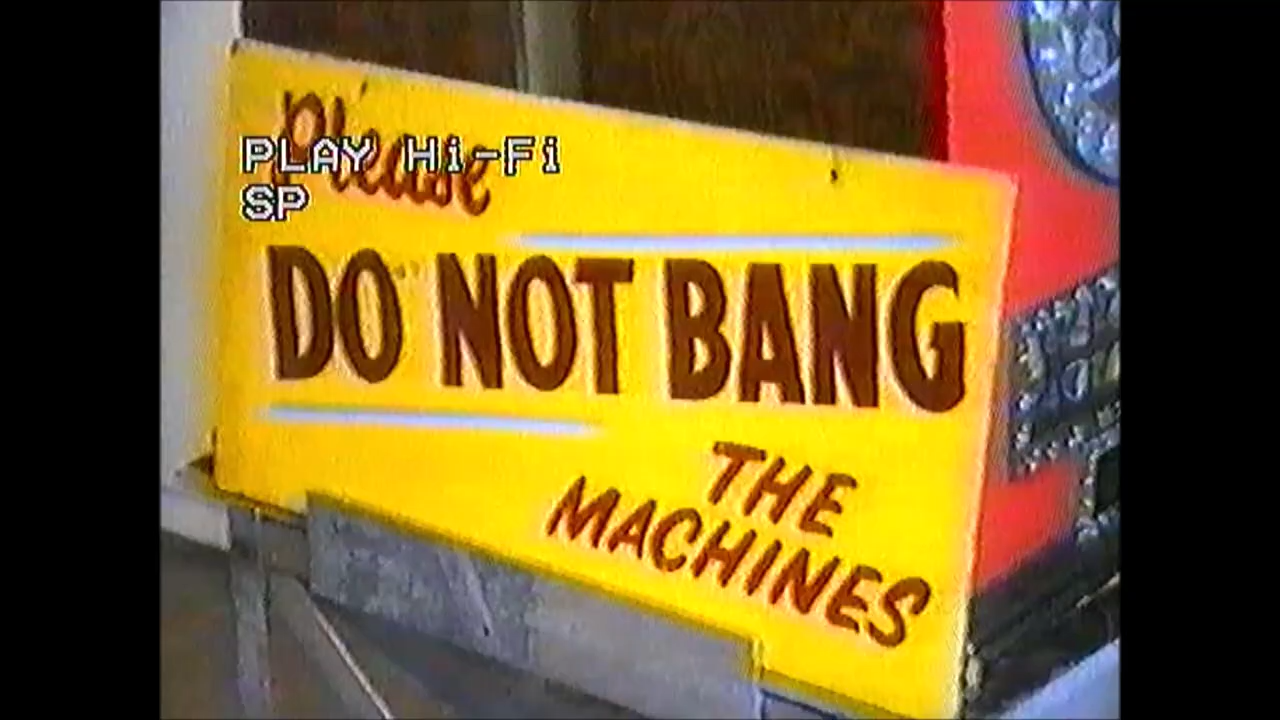 Please
PLAY Hi-Fi
SP
DO NOT BANG
THE
MACHINES